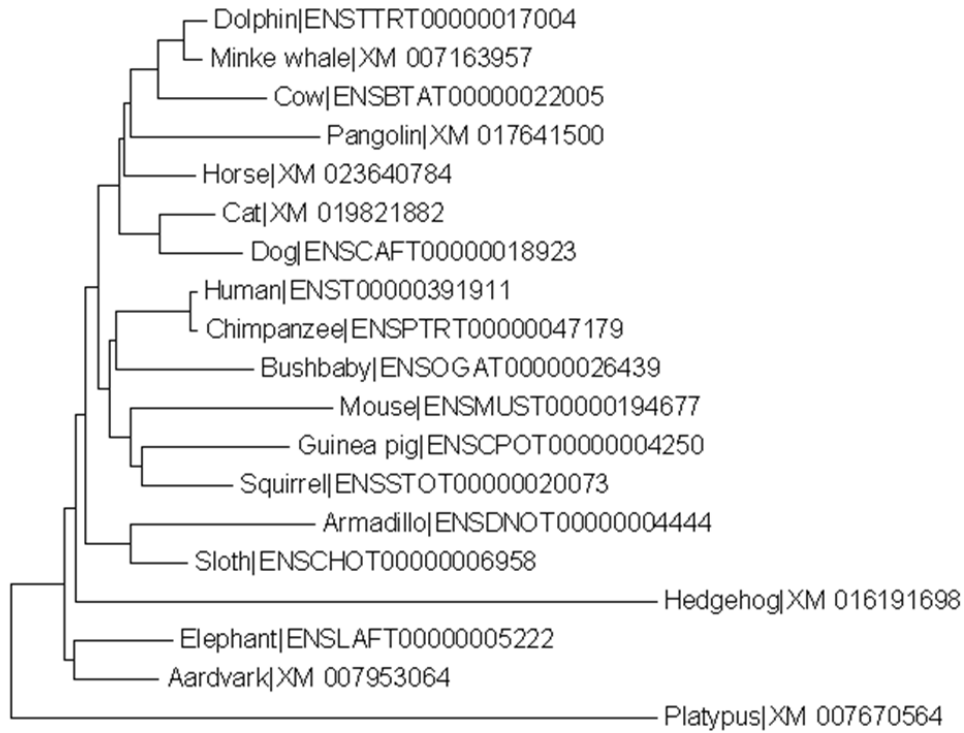 Dolphin|ENSTTRT00000017004
Minke whale|XM 007163957
Cow|ENSBTAT00000022005
Pangolin|XM 017641500
Horse|XM 023640784
Cat|XM 019821882
Dog|ENSCAFT00000018923
Human|ENST00000391911
Chimpanzee|ENSPTRT00000047179
Bushbaby|ENSOGAT00000026439
Mouse|ENSMUST00000194677
Guinea pig|ENSCPOT00000004250
Squirrel|ENSSTOT00000020073
Armadillo|ENSDNOT00000004444
Sloth|ENSCHOT00000006958
Hedgehog|XM 016191698
Elephant|ENSLAFT00000005222
Aardvark|XM 007953064
Platypus|XM 007670564